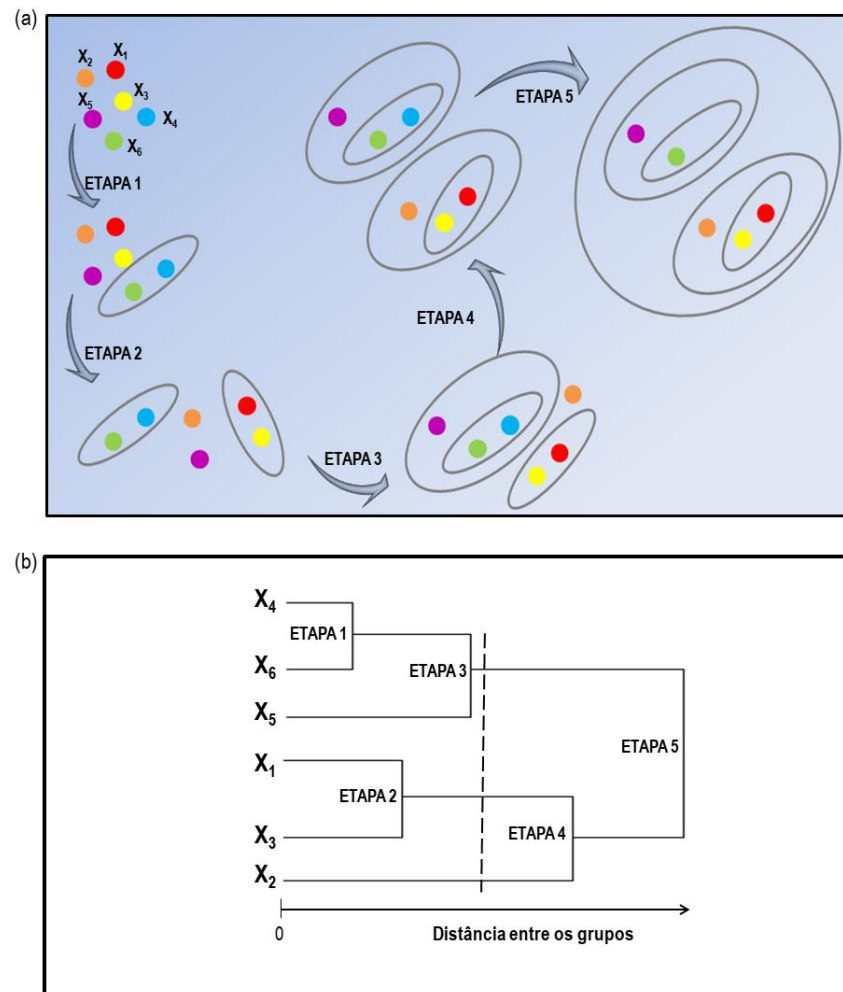 (a)
X₁
X₂
X₃
X₅
X₄
X₆
ETAPA 1
ETAPA 2
ETAPA 3
ETAPA 4
ETAPA 5
(b)
X₄
ETAPA 1
X₆
ETAPA 3
X₅
X₁
ETAPA 5
ETAPA 2
X₃
ETAPA 4
X₂
0
Distância entre os grupos